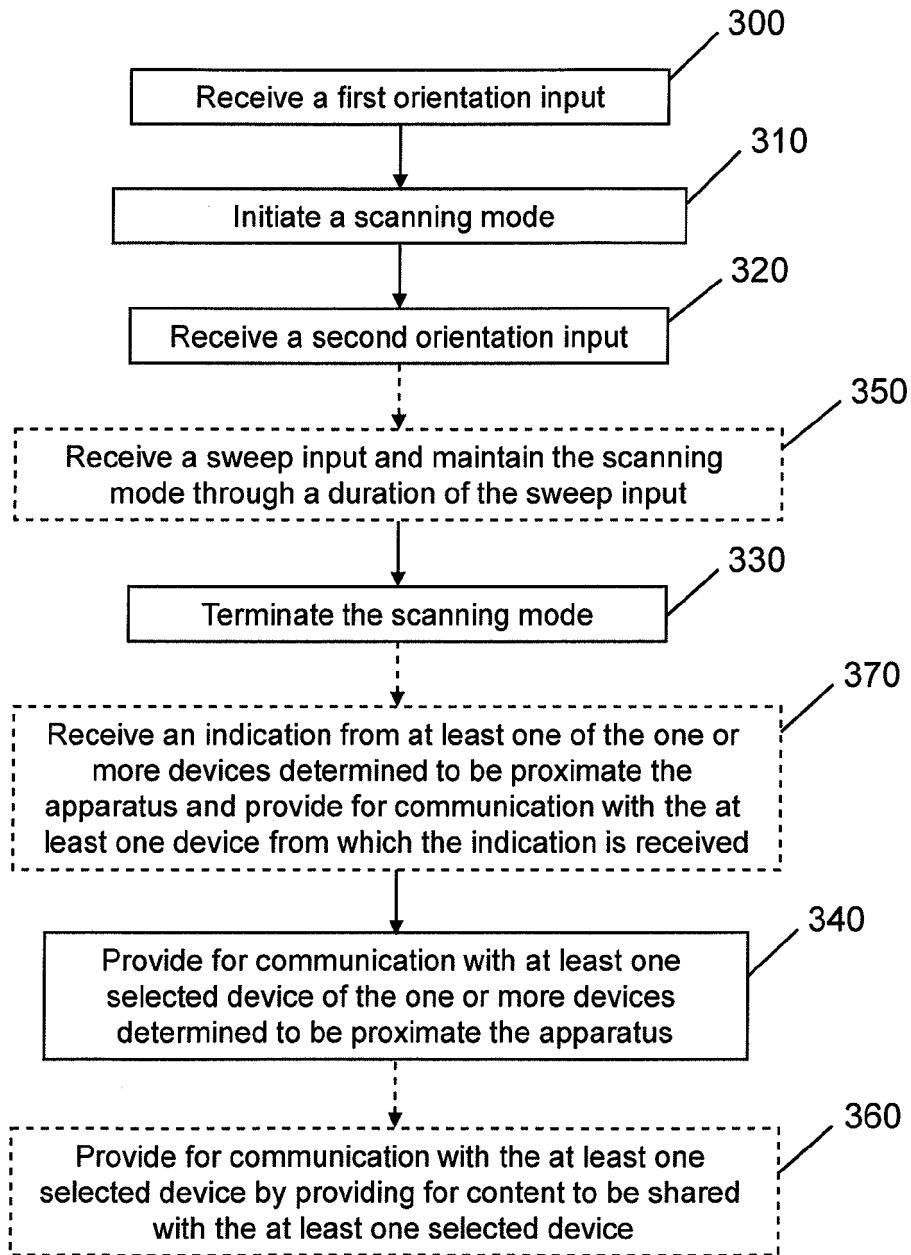 300
Receive a first orientation input
310
Initiate a scanning mode
320
Receive a second orientation input
350
Receive a sweep input and maintain the scanning
mode through a duration of the sweep input
330
Terminate the scanning mode
370
Receive an indication from at least one of the one or
more devices determined to be proximate the
apparatus and provide for communication with the at
least one device from which the indication is received
340
Provide for communication with at least one
selected device of the one or more devices
determined to be proximate the apparatus
360
Provide for communication with the at least one
selected device by providing for content to be shared
with the at least one selected device